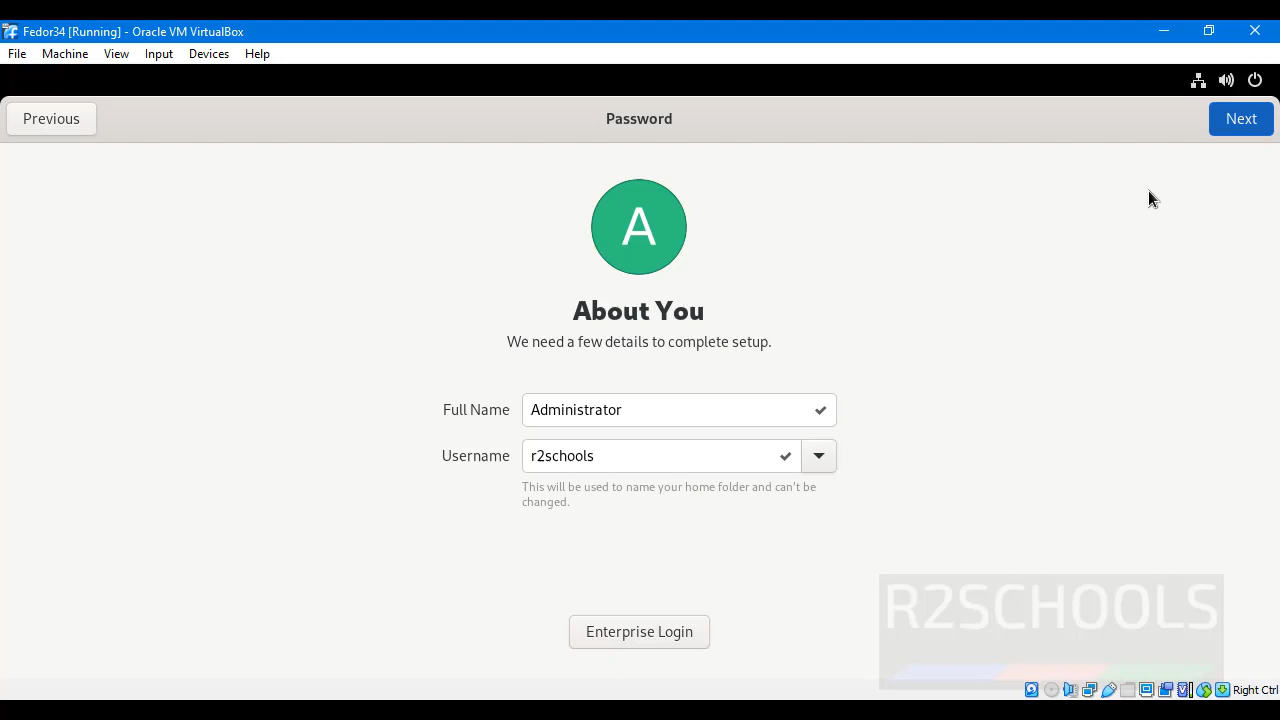 Fedor34 [Running] - Oracle VM VirtualBox
File Machine View Input Devices Help
Previous Password Next
A
About You
We need a few details to complete setup.
Full Name Administrator
Username r2schools
This will be used to name your home folder and can't be
changed.
Enterprise Login
R2SCHOOLS
Right Ctrl